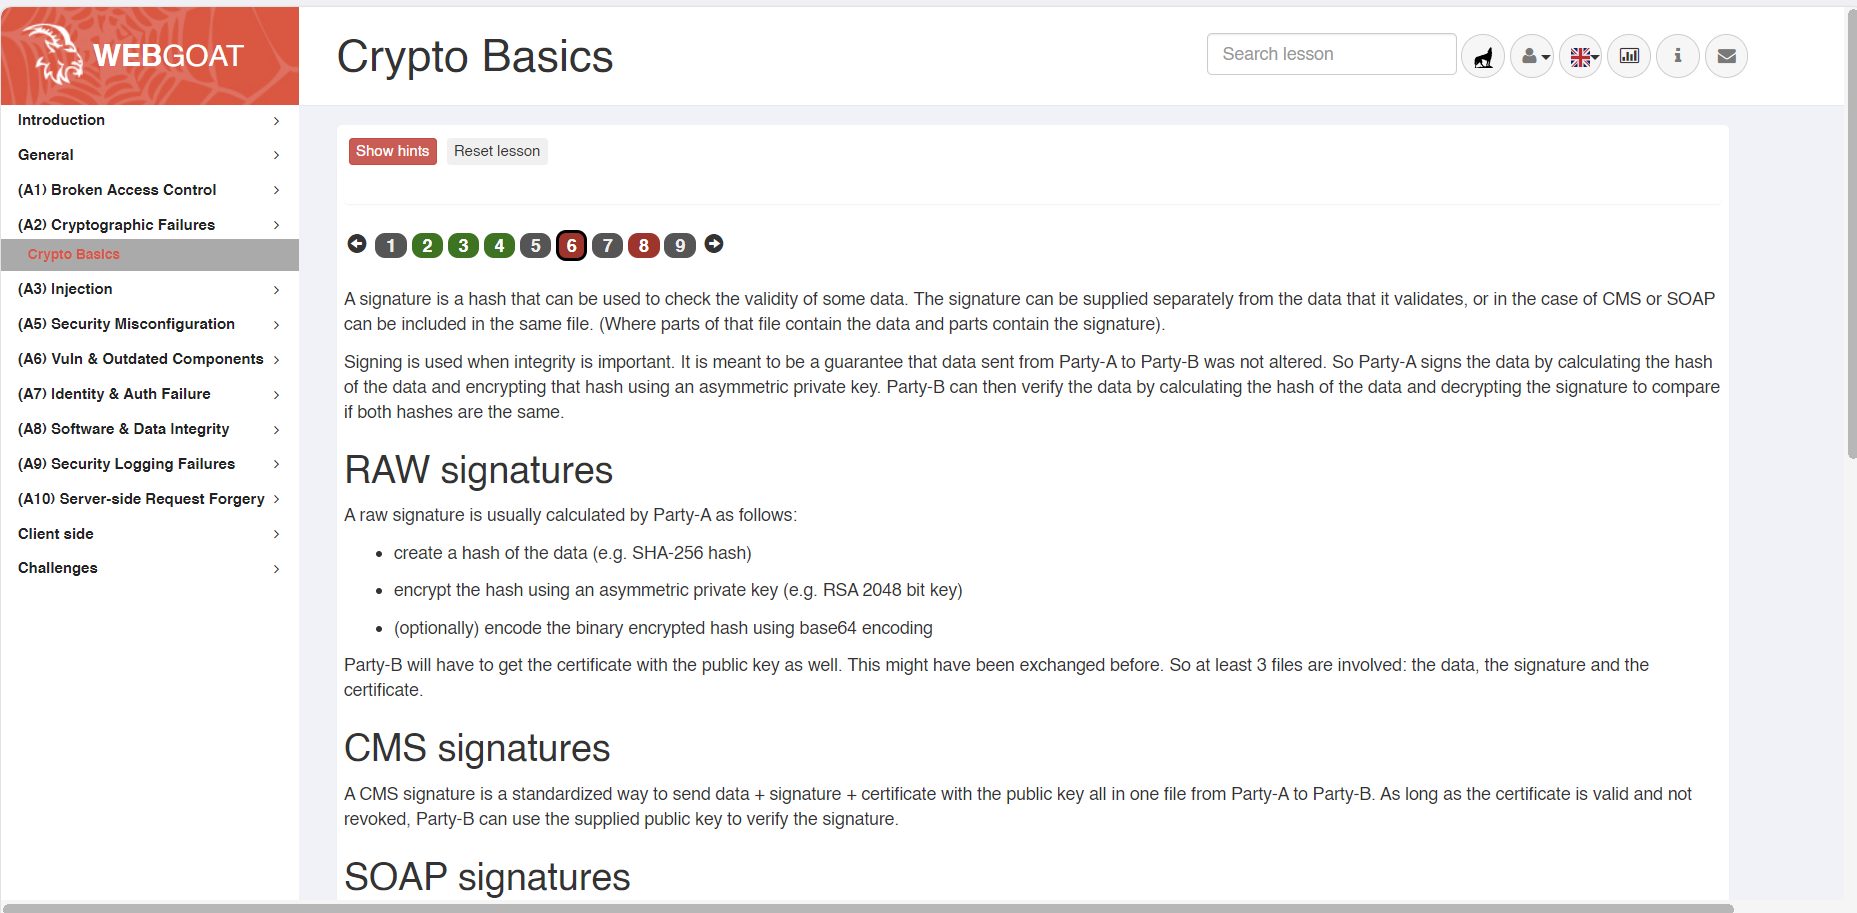 WEBGOAT
Crypto Basics
Search lesson
Introduction
General
(A1) Broken Access Control
(A2) Cryptographic Failures
Crypto Basics
(A3) Injection
(A5) Security Misconfiguration
(A6) Vuln & Outdated Components
(A7) Identity & Auth Failure
(A8) Software & Data Integrity
(A9) Security Logging Failures
(A10) Server-side Request Forgery
Client side
Challenges
Show hints Reset lesson
1 2 3 4 5 6 7 8 9
A signature is a hash that can be used to check the validity of some data. The signature can be supplied separately from the data that it validates, or in the case of CMS or SOAP
can be included in the same file. (Where parts of that file contain the data and parts contain the signature).
Signing is used when integrity is important. It is meant to be a guarantee that data sent from Party-A to Party-B was not altered. So Party-A signs the data by calculating the hash
of the data and encrypting that hash using an asymmetric private key. Party-B can then verify the data by calculating the hash of the data and decrypting the signature to compare
if both hashes are the same.
RAW signatures
A raw signature is usually calculated by Party-A as follows:
• create a hash of the data (e.g. SHA-256 hash)
• encrypt the hash using an asymmetric private key (e.g. RSA 2048 bit key)
• (optionally) encode the binary encrypted hash using base64 encoding
Party-B will have to get the certificate with the public key as well. This might have been exchanged before. So at least 3 files are involved: the data, the signature and the
certificate.
CMS signatures
A CMS signature is a standardized way to send data + signature + certificate with the public key all in one file from Party-A to Party-B. As long as the certificate is valid and not
revoked, Party-B can use the supplied public key to verify the signature.
SOAP signatures